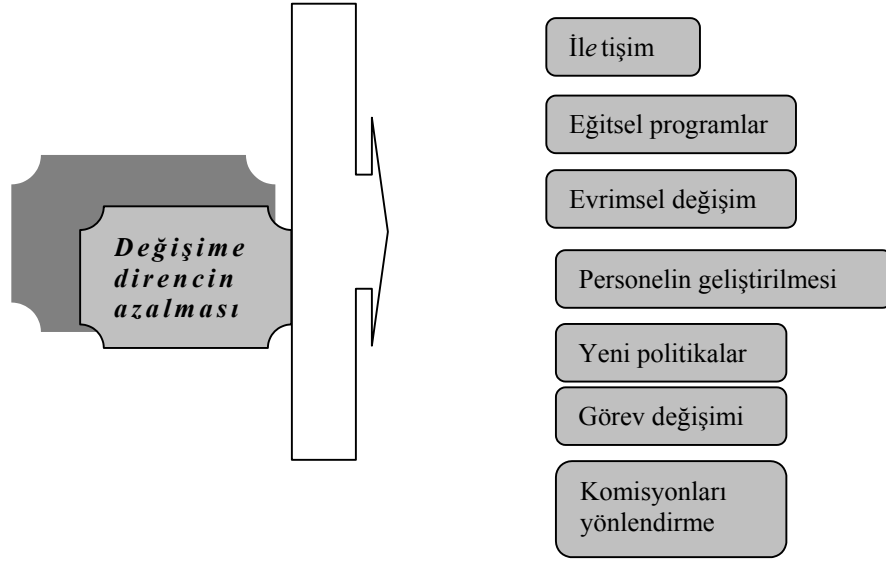 Değişime
direncin
azalması
İletişim
Eğitsel programlar
Evrimsel değişim
Personelin geliştirilmesi
Yeni politikalar
Görev değişimi
Komisyonları
yönlendirme